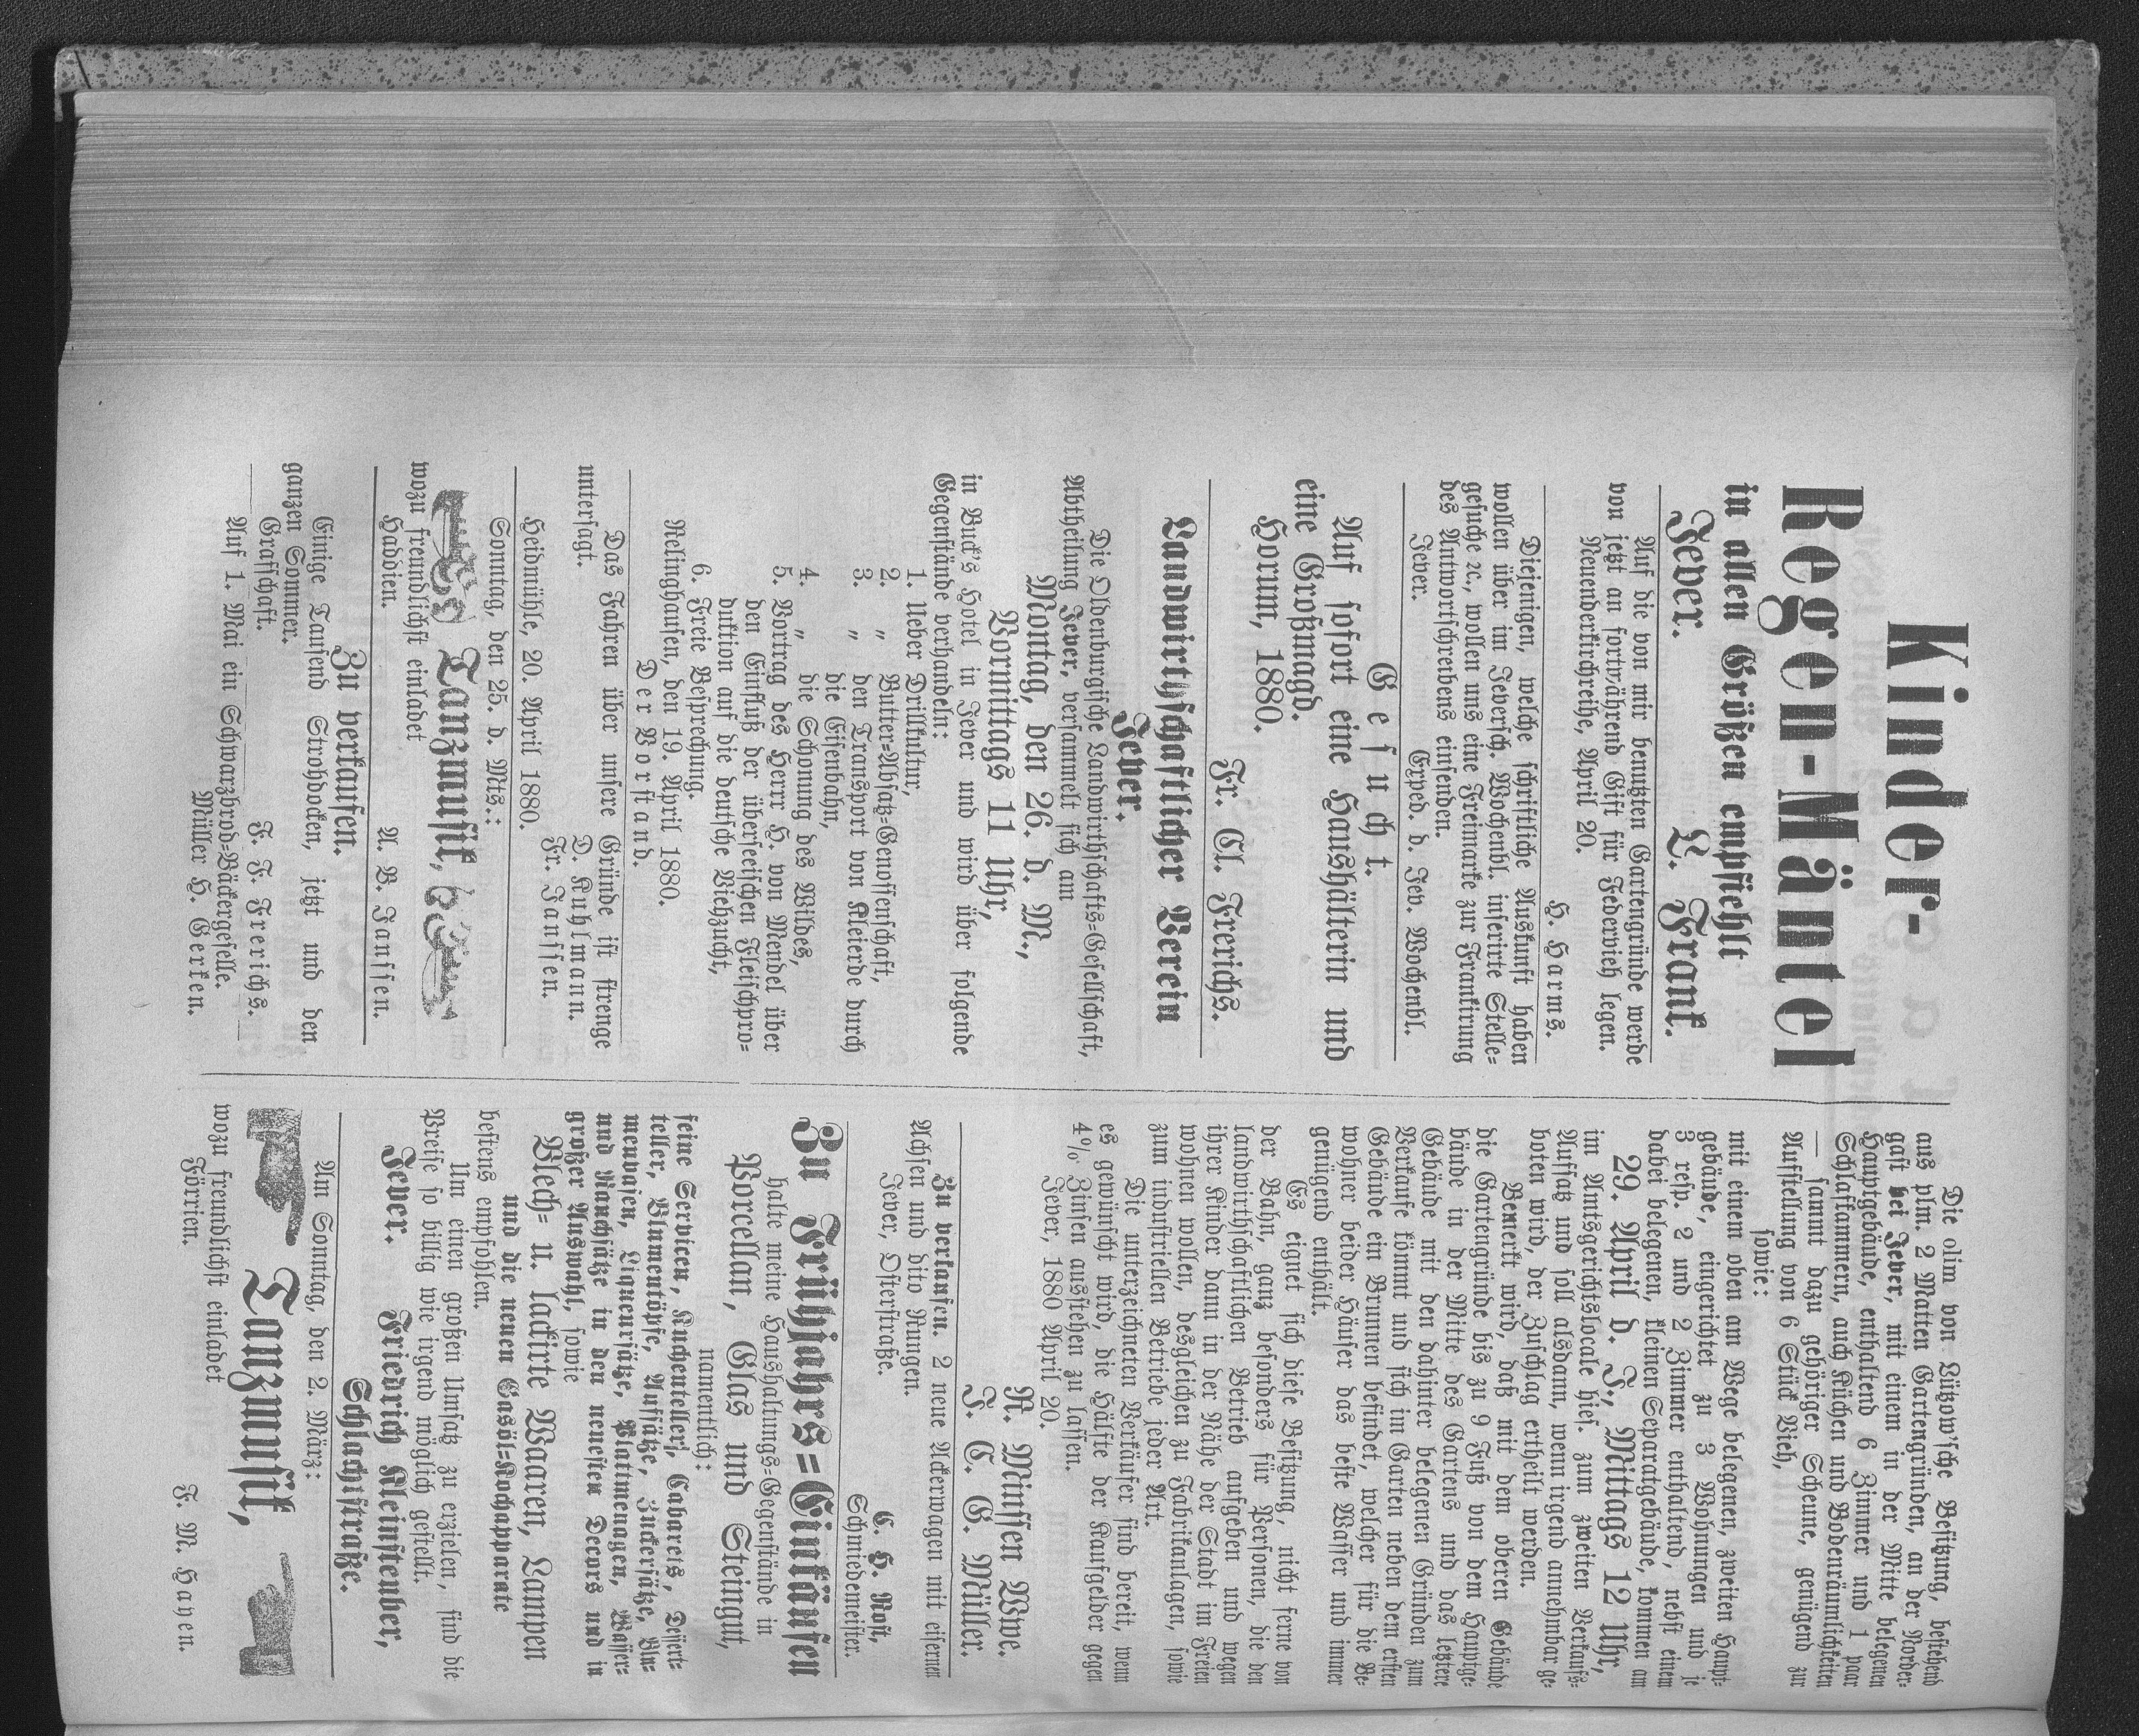 Kinder-
Regen-Mäntel
in allen Größen empfiehlt
Jever. L. Frank.
Auf die von mir benutzten Gartengründe werde
von jetzt an fortwährend Gift für Federvieh legen.
Neuenderkirchreihe, April 20.
H. Harms.
Diejenigen, welche schriftliche Auskunft haben
wollen über im Jeversch. Wochenbl. inserirte Stelle-
gesuche ꝛc., wollen uns eine Freimarke zur Frankirung
des Antwortschreibens einsenden.
Jever. Exped. d. Jev. Wochenbl.
Gesucht.
Auf sofort eine Haushälterin und
eine Großmagd.
Horum, 1880.
Fr. Cl. Frerichs.
Landwirthschaftlicher Verein
Jever.
Die Oldenburgische Landwirthschafts-Gesellschaft,
Abtheilung Jever, versammelt sich am
Montag, den 26. d. M.,
Vormittags 11 Uhr,
in Buck's Hotel in Jever und wird über folgende
Gegenstände verhandeln:
1. Ueber Drillkultur,
2. „ Butter-Absatz-Genossenschaft,
3. „ den Transport von Kleierde durch
die Eisenbahn,
4. „ die Schonung des Wildes,
5. Vortrag des Herrr H. von Mendel über
den Einfluß der überseeischen Fleischpro-
duktion auf die deutsche Viehzucht,
6. Freie Besprechung.
Relinghausen, den 19. April 1880.
Der Vorstand.
Das Fahren über unsere Gründe ist strenge
untersagt. D. Kuhlmann.
Fr. Janssen.
Heidmühle, 20. April 1880.
Sonntag, den 25. d. Mts.:
Tanzmusik,
wozu freundlichst einladet
Haddien. A. B. Janssen.
Zu verkaufen.
Einige Tausend Strohdocken, jetzt und den
ganzen Sommer.
Grafschaft. F. F. Frerichs.
Auf 1. Mai ein Schwarzbrod-Bäckergeselle.
Müller H. Gerken.
Die olim von Lützow'sche Besitzung, bestehend
aus plm. 2 Matten Gartengründen, an der Vorder-
gast bei Jever, mit einem in der Mitte belegenen
Hauptgebäude, enthaltend 6 Zimmer und 1 paar
Schlafkammern, auch Küchen und Bodenräumlichkeiten
— sammt dazu gehöriger Scheune, genügend zur
Aufstellung von 6 Stück Vieh,
sowie:
mit einem oben am Wege belegenen, zweiten Haupt-
gebäude, eingerichtet zu 3 Wohnungen und je
3 resp. 2 und 2 Zimmer enthaltend, nebst einem
dabei belegenen, kleinen Separatgebäude, kommen am
29. April d. J., Mittags 12 Uhr,
im Amtsgerichtslocale hies. zum zweiten Verkaufs-
Aufsatz und soll alsdann, wenn irgend annehmbar ge-
boten wird, der Zuschlag ertheilt werden.
Bemerkt wird, daß mit dem oberen Gebäude
die Gartengründe bis zu 9 Fuß von dem Hauptge-
bäude in der Mitte des Gartens und das letztere
Gebäude mit den dahinter belegenen Gründen zum
Verkaufe kömmt und sich im Garten neben dem ersten
Gebäude ein Brunnen befindet, welcher für die Be-
wohner beider Häuser das beste Wasser und immer
genügend enthält.
Es eignet sich diese Besitzung, nicht ferne von
der Bahn, ganz besonders für Personen, die den
landwirthschaftlichen Betrieb aufgeben und wegen
ihrer Kinder dann in der Nähe der Stadt im Freien
wohnen wollen, desgleichen zu Fabrikanlagen, sowie
zum industriellen Betriebe jeder Art.
Die unterzeichneten Verkäufer sind bereit, wenn
es gewünscht wird, die Hälfte der Kaufgelder gegen
4% Zinsen ausstehen zu lassen.
Jever, 1880 April 20.
R. Minssen Wwe.
J. C. G. Müller.
Zu verkaufen. 2 neue Ackerwagen mit eisernen
Achsen und dito Rungen.
Jever, Osterstraße. C. H. Rost,
Schmiedemeister.
Zu Frühjahrs-Einkäufen
halte meine Haushaltungs-Gegenstände in
Porcellan, Glas und Steingut,
namentlich:
feine Servicen, Kuchenteller, Cabarets, Dessert-
teller, Blumentöpfe, Aufsätze, Zuckersätze, Blu-
menvasen, Liqueursätze, Platmenagen, Wasser-
und Rauchsätze in den neuesten Decors und in
großer Auswahl, sowie
Blech- u. lackirte Waaren, Lampen
und die neuen Gasöl-Kochapparate
bestens empfohlen.
Um einen großen Umsatz zu erzielen, sind die
Preise so billig wie irgend möglich gestellt.
Jever. Friedrich Kleinsteuber,
Schlachtstraße.
Am Sonntag, den 2. März:
Tanzmusik,
wozu freundlichst einladet
Förrien. F. M. Hayen.